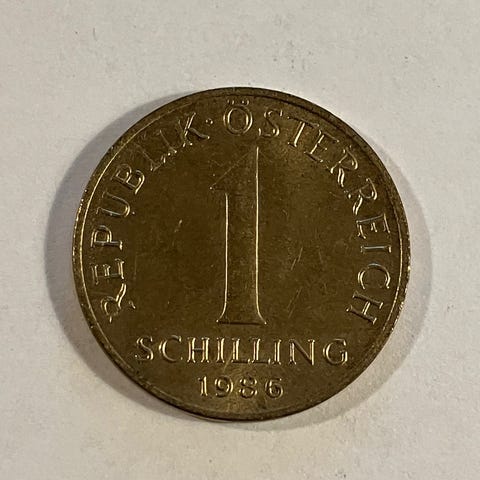 REPUBLIK · ÖSTERREICH
1
SCHILLING
1986